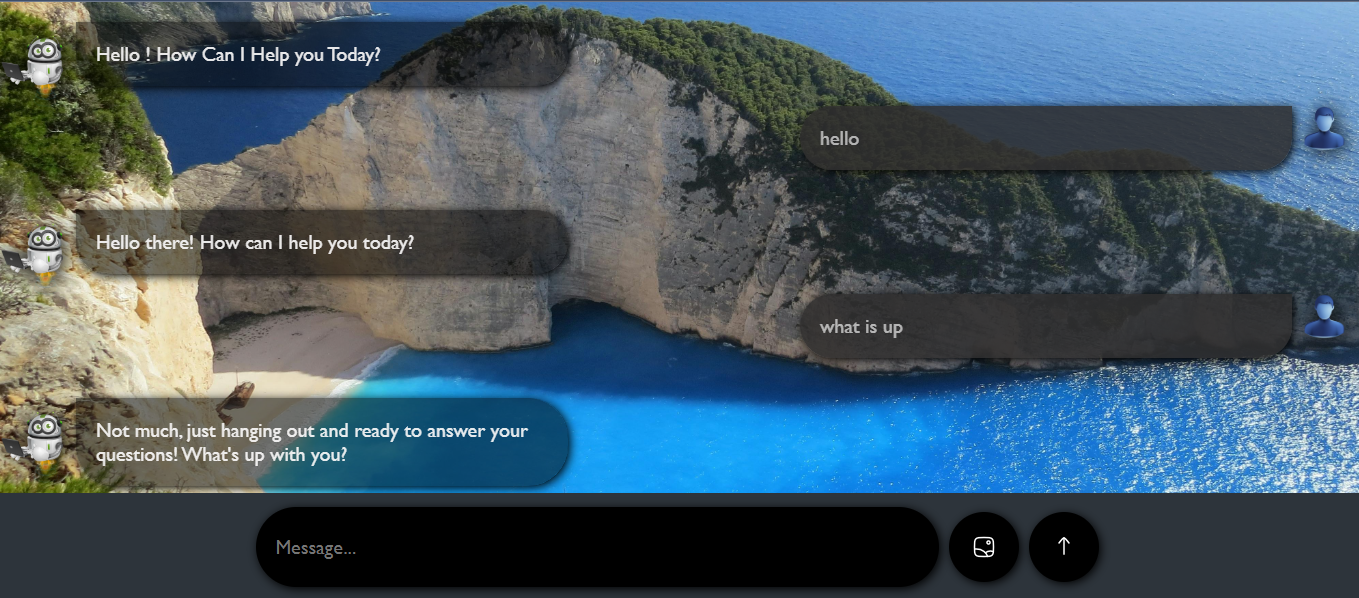 Hello ! How Can I Help you Today?
hello
Hello there! How can I help you today?
what is up
Not much, just hanging out and ready to answer your
questions! What's up with you?
Message...